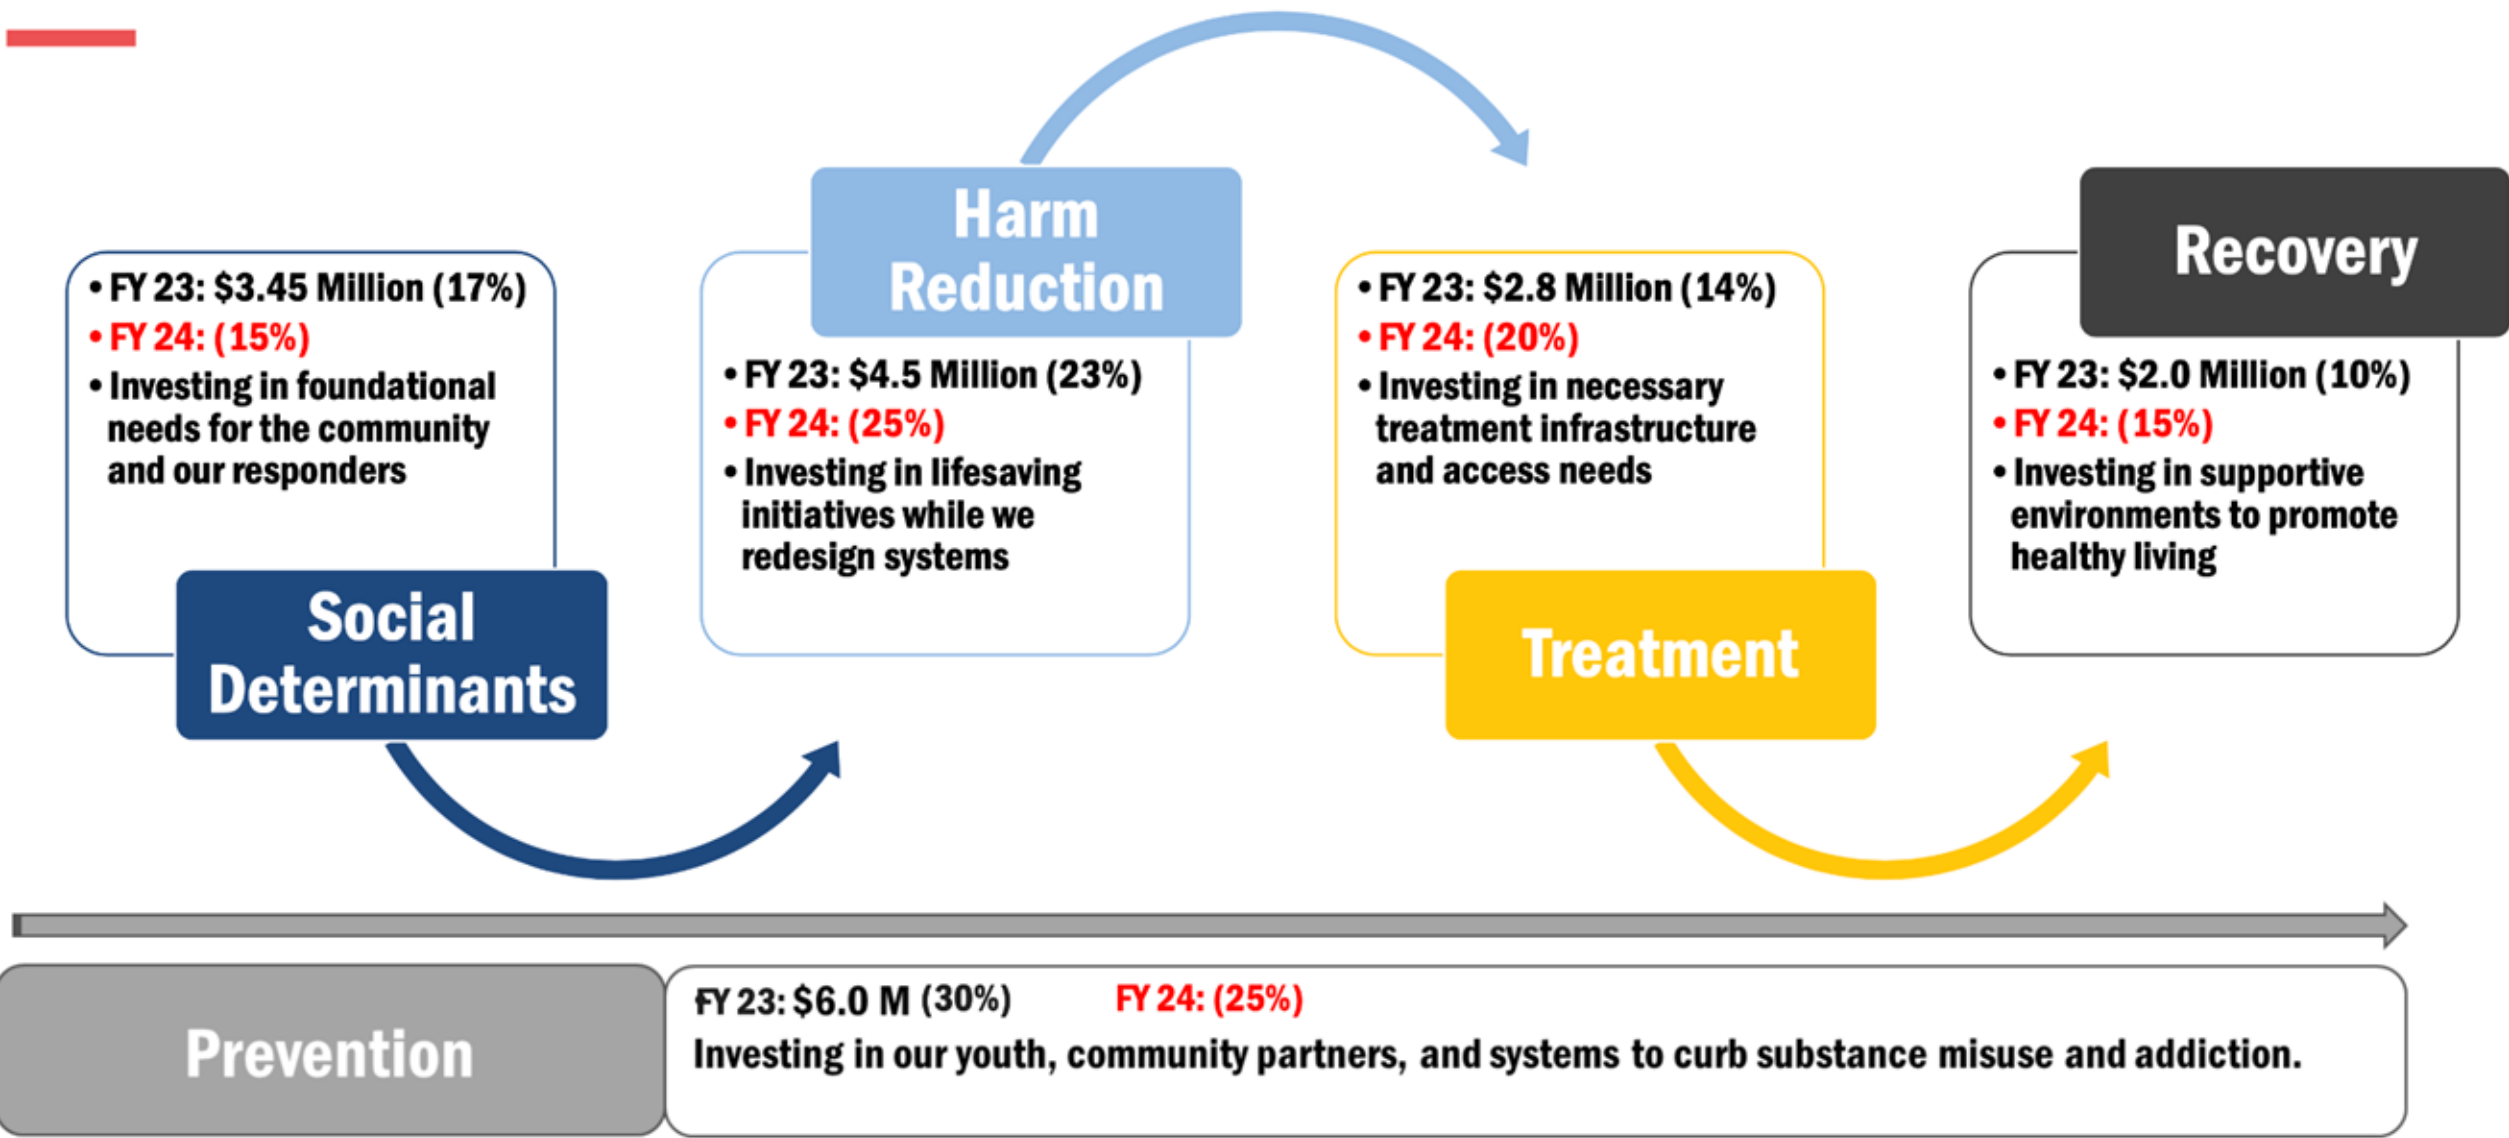 • FY 23: $3.45 Million (17%)
• FY 24: (15%)
• Investing in foundational
needs for the community
and our responders
Social
Determinants
Harm
Reduction
• FY 23: $4.5 Million (23%)
• FY 24: (25%)
• Investing in lifesaving
initiatives while we
redesign systems
• FY 23: $2.8 Million (14%)
• FY 24: (20%)
• Investing in necessary
treatment infrastructure
and access needs
Treatment
Recovery
• FY 23: $2.0 Million (10%)
• FY 24: (15%)
• Investing in supportive
environments to promote
healthy living
Prevention
FY 23: $6.0 M (30%) FY 24: (25%)
Investing in our youth, community partners, and systems to curb substance misuse and addiction.